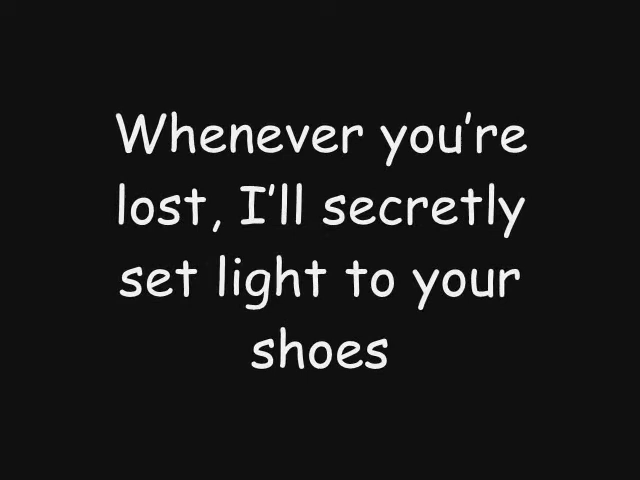 Whenever you're
lost, I'll secretly
set light to your
shoes